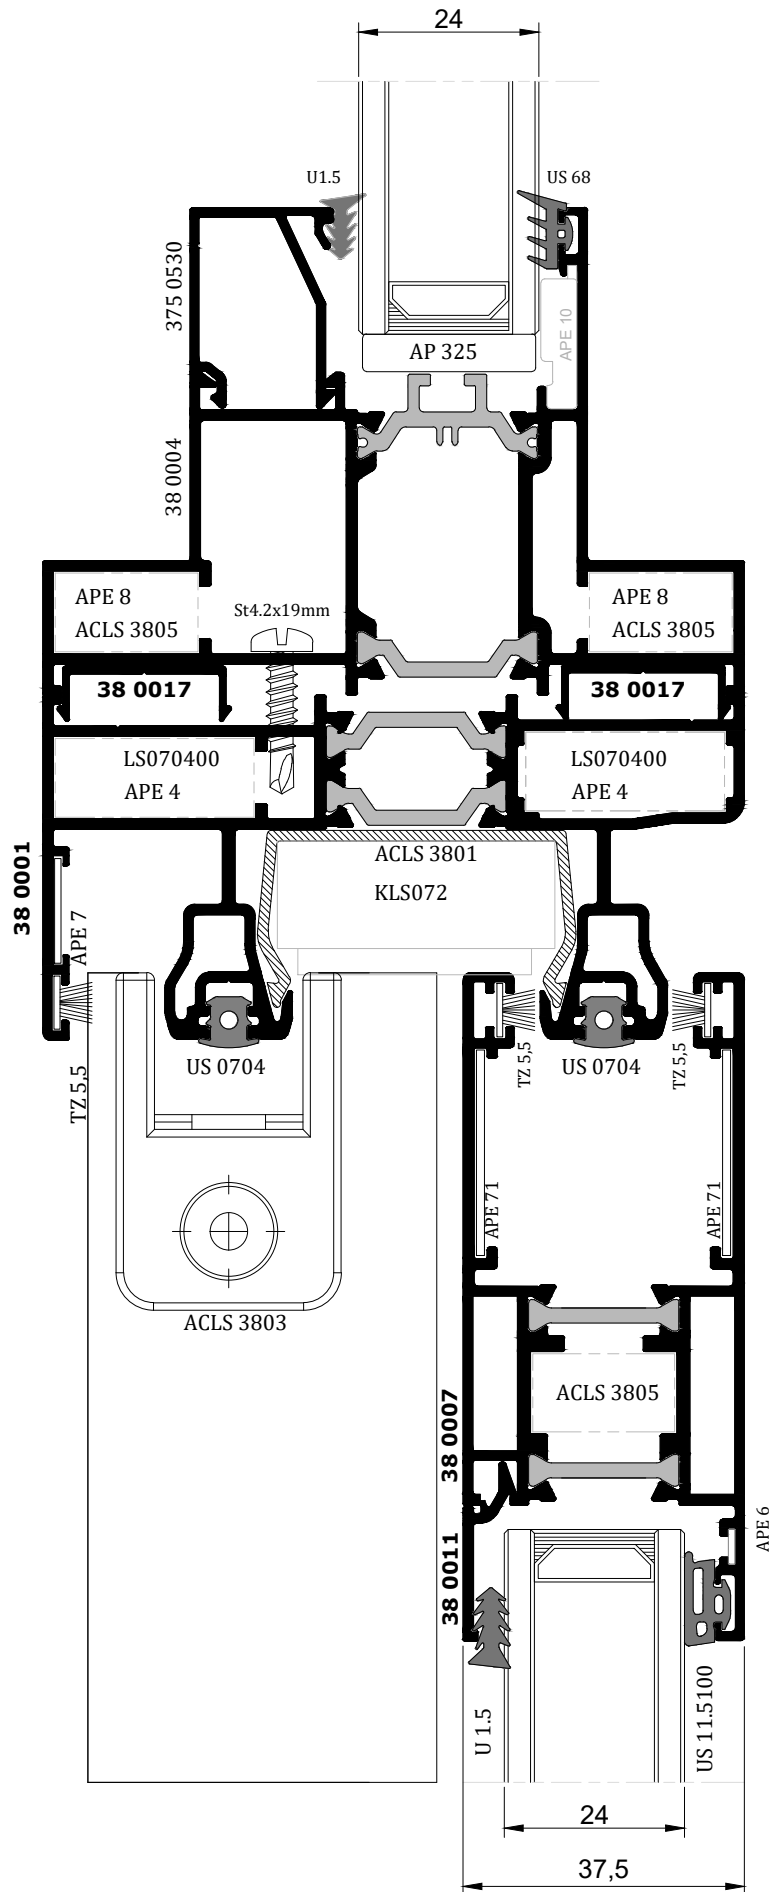 24
U1.5
US 68
375 0530
APE 10
AP 325
38 0004
APE 8
ACLS 3805
St4.2x19mm
APE 8
ACLS 3805
38 0017
38 0017
LS070400
APE 4
LS070400
APE 4
ACLS 3801
KLS072
38 0001
APE 7
TZ 5,5
US 0704
TZ 5,5
US 0704
TZ 5,5
APE 71
APE 71
ACLS 3803
ACLS 3805
38 0007
38 0011
APE 6
U 1.5
US 11.5100
24
37,5